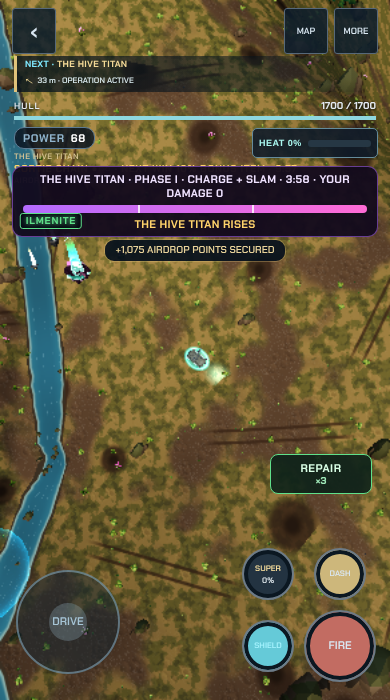 ‹
MAP
MORE
NEXT · THE HIVE TITAN
↖ 33 m · OPERATION ACTIVE
HULL
1700 / 1700
POWER 68
HEAT 0%
THE HIVE TITAN
THE HIVE TITAN · PHASE I · CHARGE + SLAM · 3:58 · YOUR
DAMAGE 0
ILMENITE
THE HIVE TITAN RISES
+1,075 AIRDROP POINTS SECURED
REPAIR
×3
SUPER
0%
DASH
DRIVE
SHIELD
FIRE